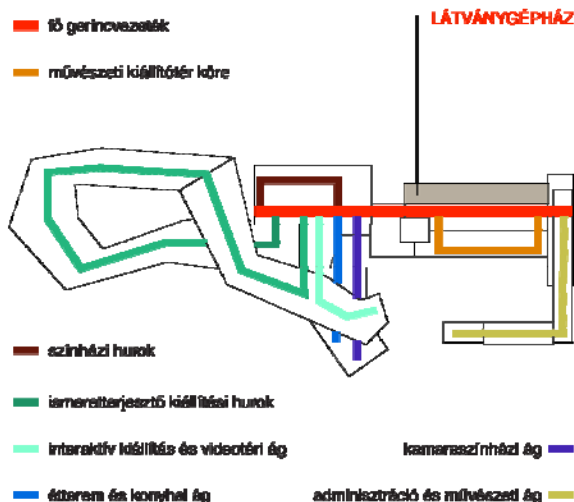 LÁTVÁNYGÉPHÁZ
fő gerincvezeték
művészeti kiállítótér köre
színházi hurok
ismeretterjesztő kiállítási hurok
interaktív kiállítás és videotéri ág
kamaraszínházi ág
étterem és konyhai ág
adminisztráció és művészeti ág